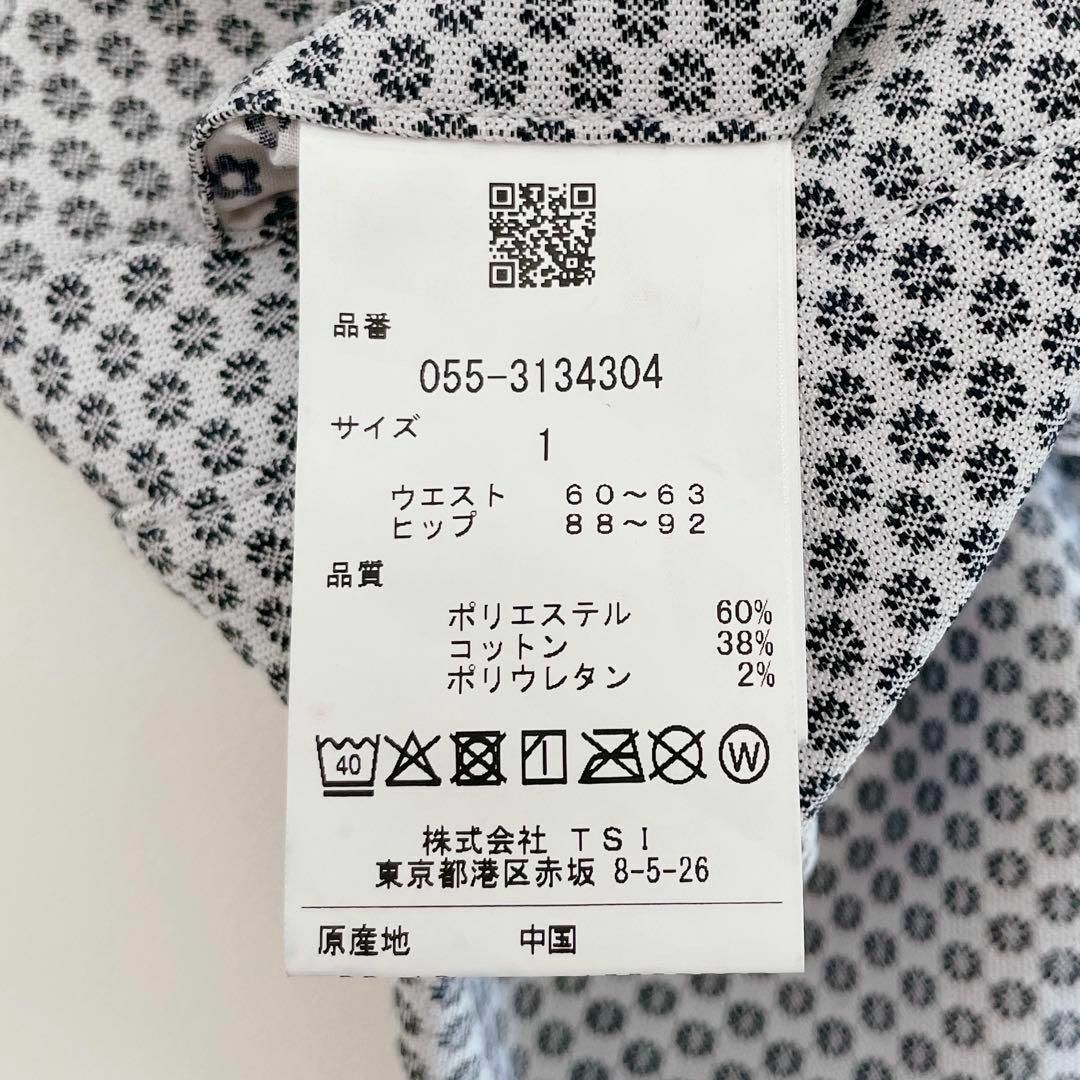 品番
055-3134304
サイズ
1
ウエスト 60～63
ヒップ 88～92
品質
ポリエステル 60%
コットン 38%
ポリウレタン 2%
40 W
株式会社 TSI
東京都港区赤坂 8-5-26
原産地 中国